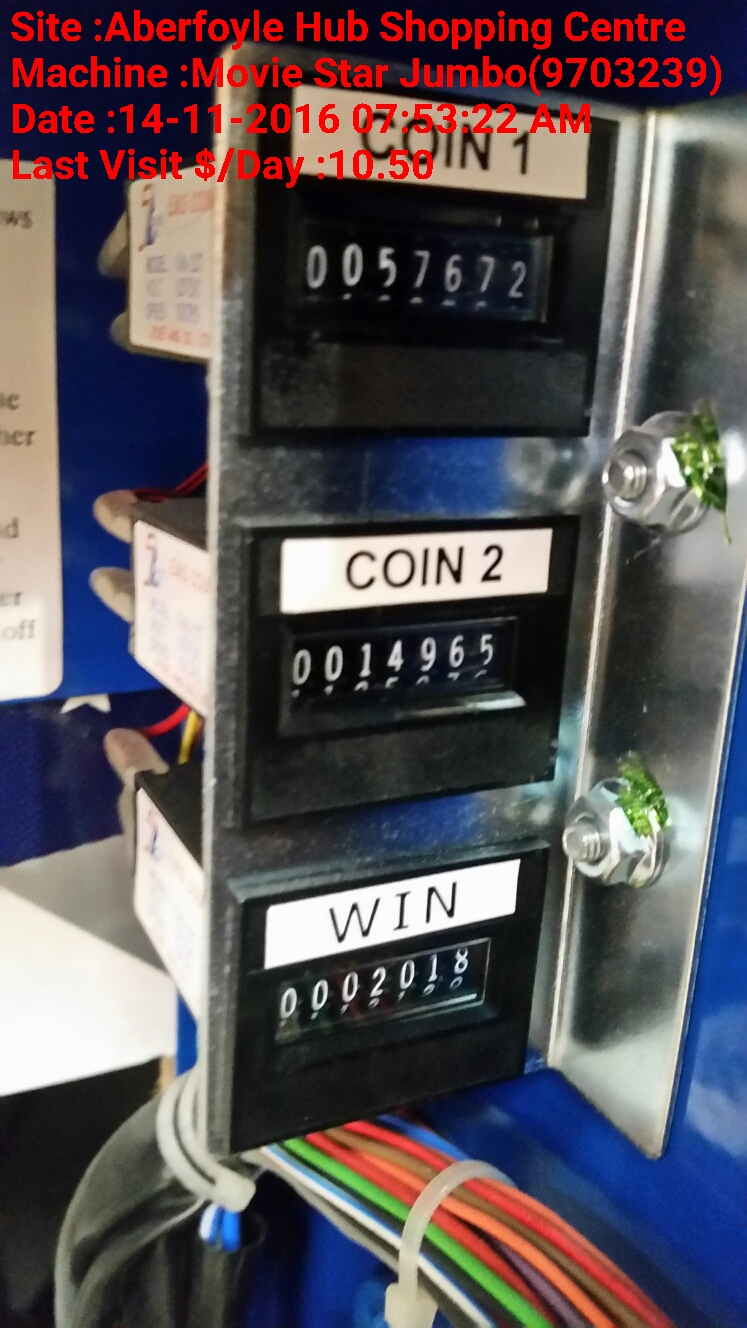 Site :Aberfoyle Hub Shopping Centre
Machine :Movie Star Jumbo(9703239)
Date :14-11-2016 07:53:22 AM
Last Visit $/Day :10.50
COIN 1
0057672
COIN 2
0014965
WIN
0002018
off